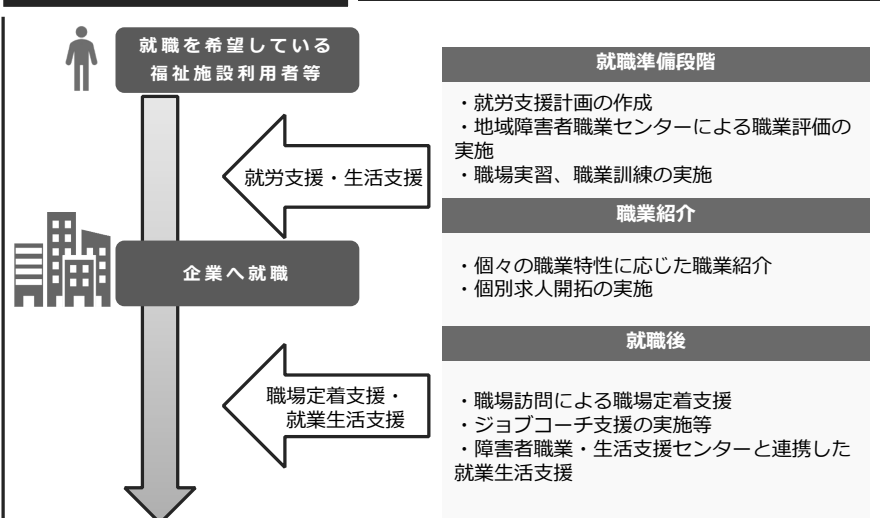 就職を希望している
福祉施設利用者等
就労支援・生活支援
企業へ就職
職場定着支援・
就業生活支援
就職準備段階
・就労支援計画の作成
・地域障害者職業センターによる職業評価の
実施
・職場実習、職業訓練の実施
職業紹介
・個々の職業特性に応じた職業紹介
・個別求人開拓の実施
就職後
・職場訪問による職場定着支援
・ジョブコーチ支援の実施等
・障害者職業・生活支援センターと連携した
就業生活支援